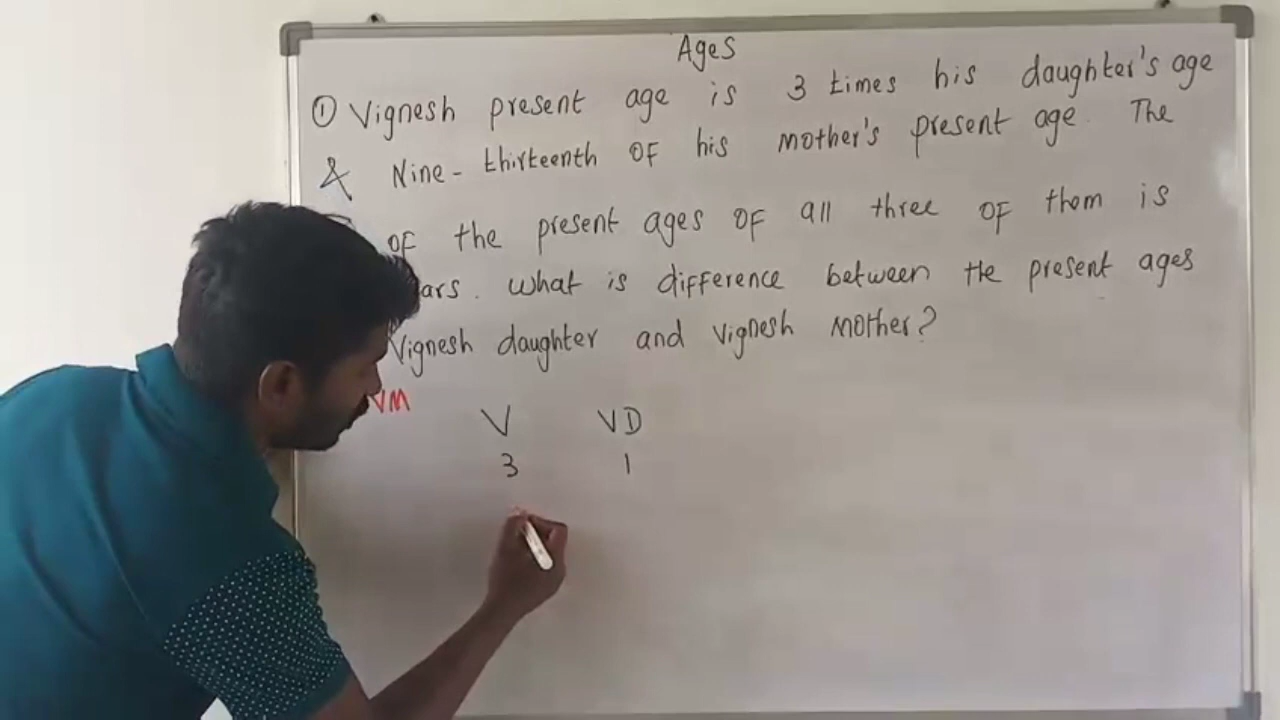 Ages
① Vignesh present age is 3 times his daughter's age
& Nine-thirteenth of his mother's present age. The
of the present ages of all three of them is
ars. What is difference between the present ages
Vignesh daughter and Vignesh Mother?
VM V VD
3 1